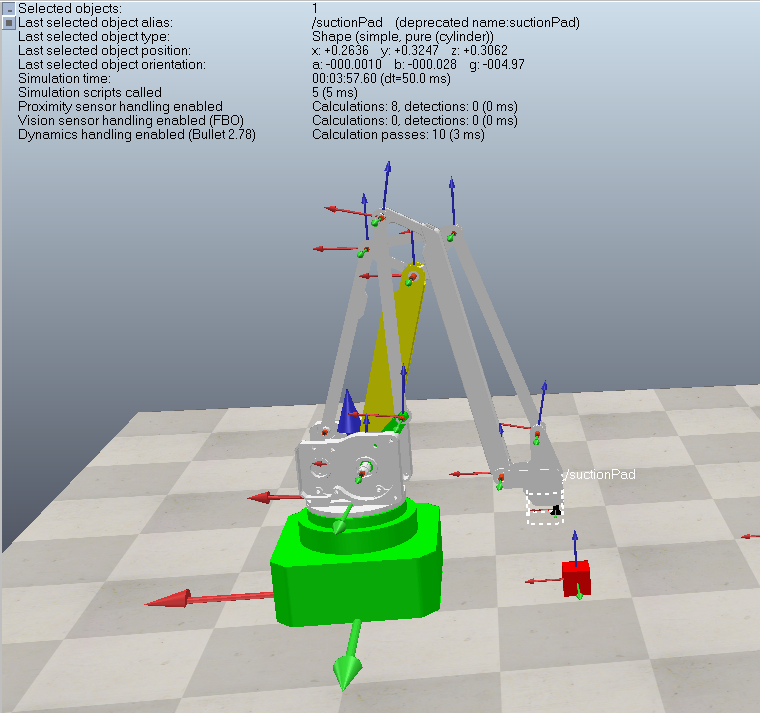 Selected objects: 1
Last selected object alias: /suctionPad (deprecated name:suctionPad)
Last selected object type: Shape (simple, pure (cylinder))
Last selected object position: x: +0.2636 y: +0.3247 z: +0.3062
Last selected object orientation: a: -000.0010 b: -000.028 g: -004.97
Simulation time: 00:03:57.60 (dt=50.0 ms)
Simulation scripts called 5 (5 ms)
Proximity sensor handling enabled Calculations: 8, detections: 0 (0 ms)
Vision sensor handling enabled (FBO) Calculations: 0, detections: 0 (0 ms)
Dynamics handling enabled (Bullet 2.78) Calculation passes: 10 (3 ms)
/suctionPad